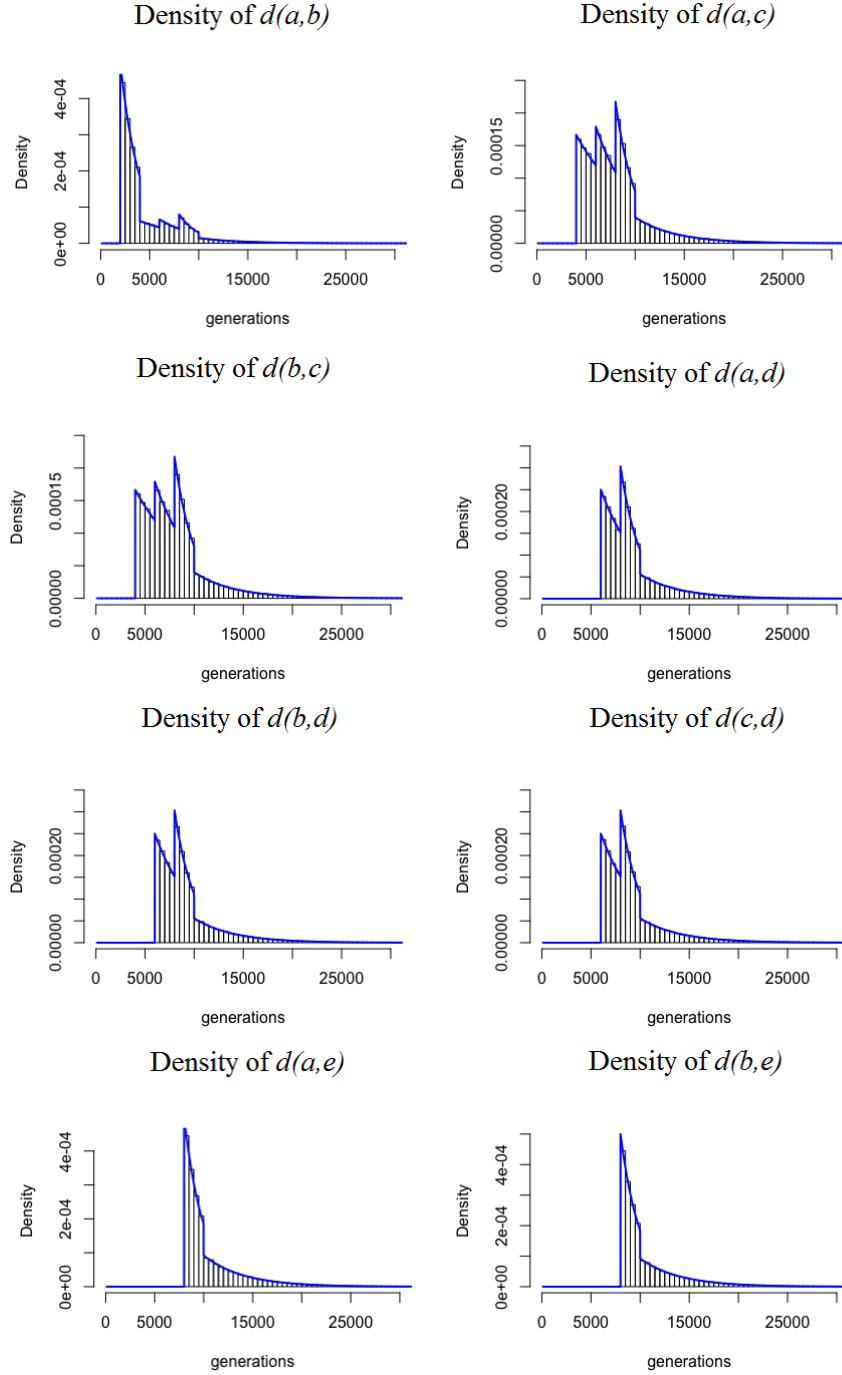 Density of d(a,b)
Density
0e+00 2e-04 4e-04
0 5000 15000 25000
generations
Density of d(a,c)
Density
0.00000 0.00015
0 5000 15000 25000
generations
Density of d(b,c)
Density
0.00000 0.00015
0 5000 15000 25000
generations
Density of d(a,d)
Density
0.00000 0.00020
0 5000 15000 25000
generations
Density of d(b,d)
Density
0.00000 0.00020
0 5000 15000 25000
generations
Density of d(c,d)
Density
0.00000 0.00020
0 5000 15000 25000
generations
Density of d(a,e)
Density
0e+00 2e-04 4e-04
0 5000 15000 25000
generations
Density of d(b,e)
Density
0e+00 2e-04 4e-04
0 5000 15000 25000
generations